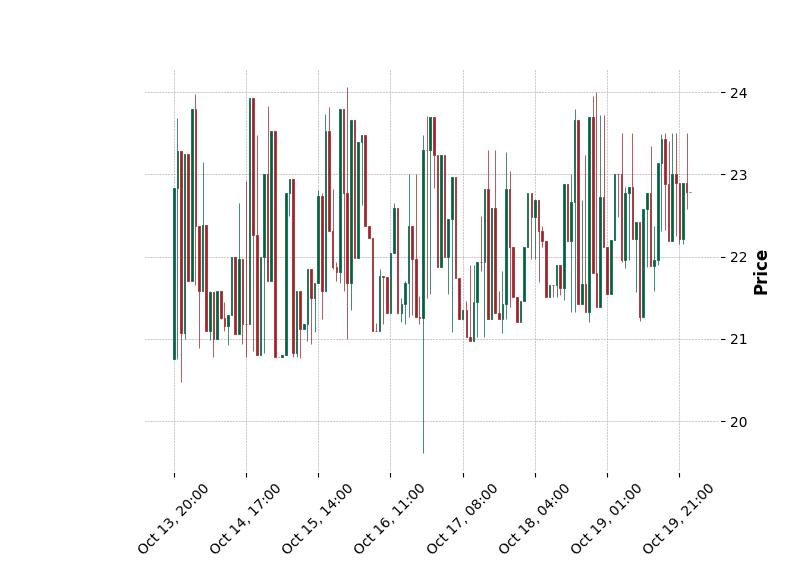 24
23
22
21
20
Price
Oct 13, 20:00
Oct 14, 17:00
Oct 15, 14:00
Oct 16, 11:00
Oct 17, 08:00
Oct 18, 04:00
Oct 19, 01:00
Oct 19, 21:00